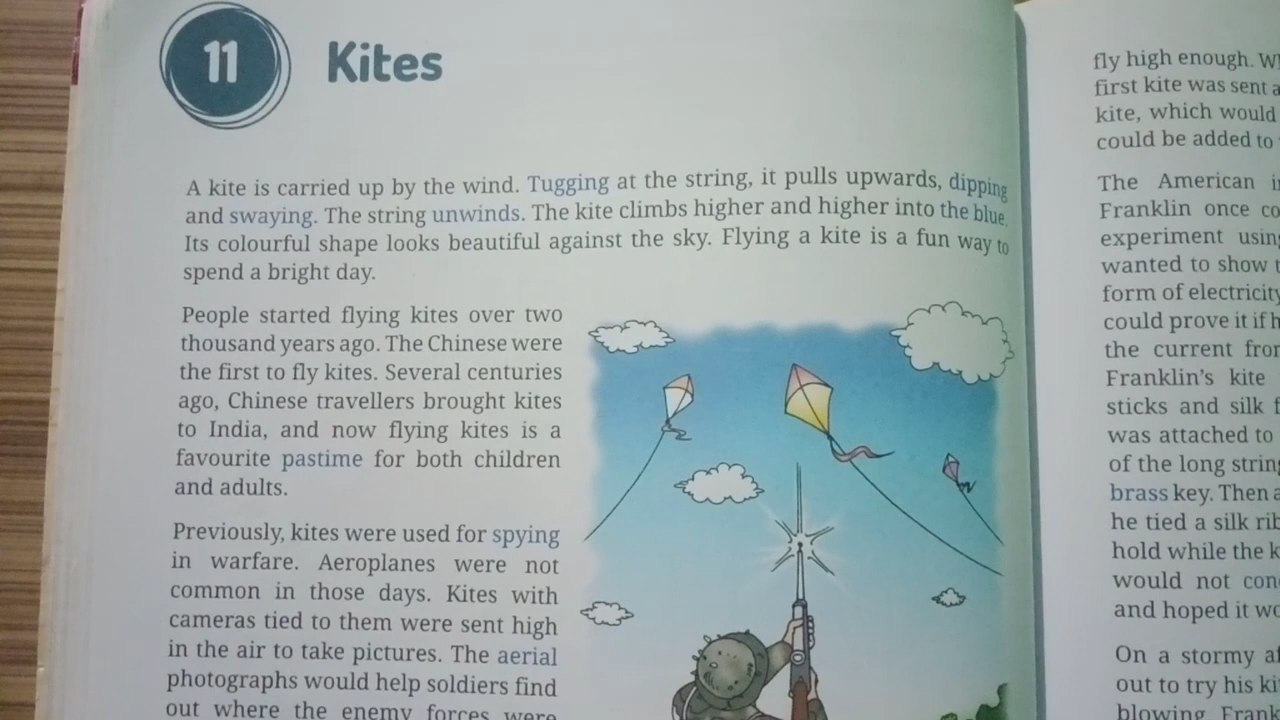 11
Kites
A kite is carried up by the wind. Tugging at the string, it pulls upwards, dipping
and swaying. The string unwinds. The kite climbs higher and higher into the blue.
Its colourful shape looks beautiful against the sky. Flying a kite is a fun way to
spend a bright day.
People started flying kites over two
thousand years ago. The Chinese were
the first to fly kites. Several centuries
ago, Chinese travellers brought kites
to India, and now flying kites is a
favourite pastime for both children
and adults.
Previously, kites were used for spying
in warfare. Aeroplanes were not
common in those days. Kites with
cameras tied to them were sent high
in the air to take pictures. The aerial
photographs would help soldiers find
out where the enemy forces were
fly high enough.
first kite was sent
kite, which would
could be added to
The American
Franklin once
experiment
wanted to show
form of electricity
could prove it if
the current
Franklin's kite
sticks and silk
was attached to
of the long string
brass key. Then
he tied a silk
hold while the
would not
and hoped it
On a stormy
out to try his
blowing.